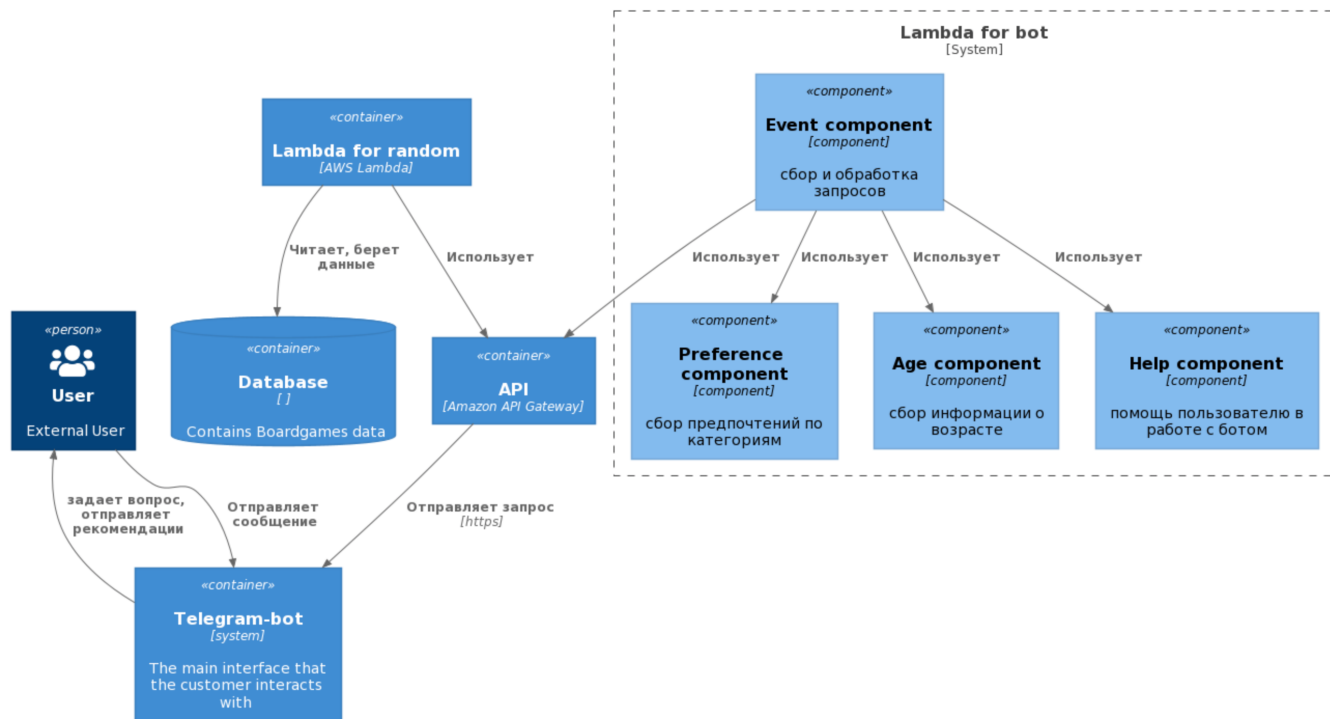 Lambda for bot
[System]
«component»
Event component
[component]
сбор и обработка
запросов
«container»
Lambda for random
[AWS Lambda]
Читает, берет
данные
Использует
Использует
Использует
Использует
Использует
«person»
User
External User
«container»
Database
[ ]
Contains Boardgames data
«container»
API
[Amazon API Gateway]
«component»
Preference
component
[component]
сбор предпочтений по
категориям
«component»
Age component
[component]
сбор информации о
возрасте
«component»
Help component
[component]
помощь пользователю в
работе с ботом
задает вопрос,
отправляет
рекомендации
Отправляет
сообщение
Отправляет запрос
[https]
«container»
Telegram-bot
[system]
The main interface that
the customer interacts
with